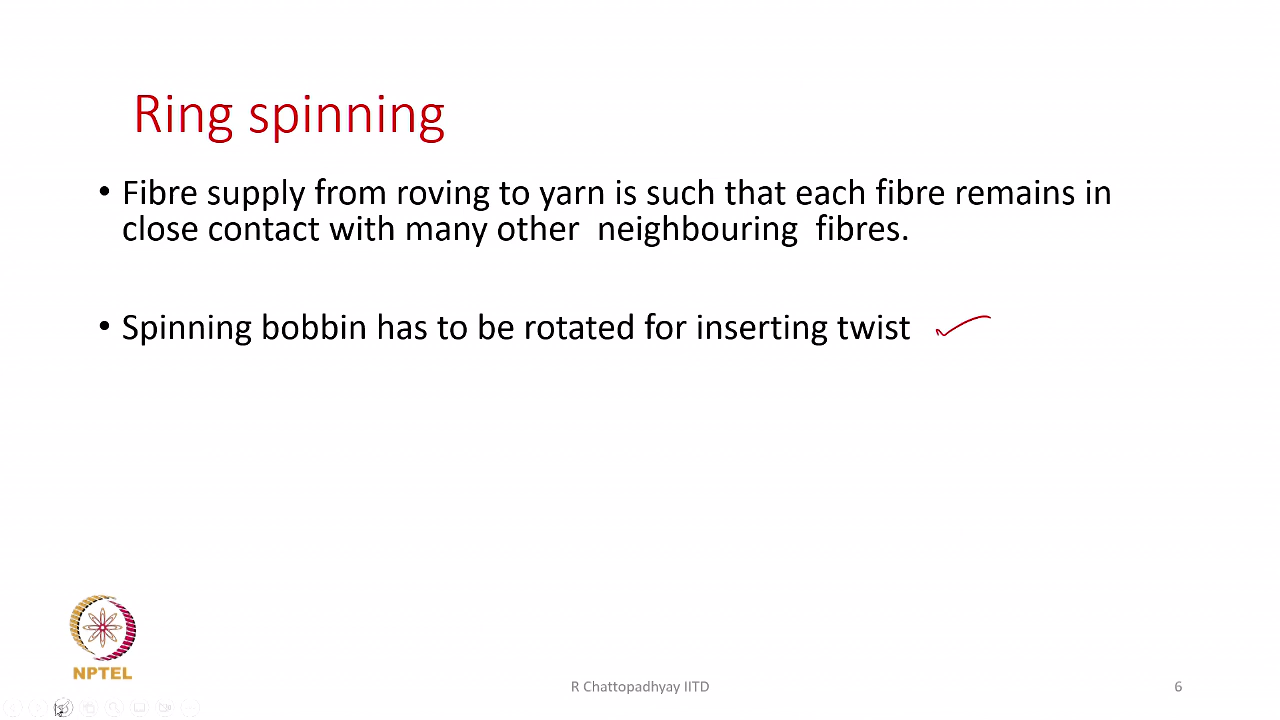 Ring spinning
• Fibre supply from roving to yarn is such that each fibre remains in
close contact with many other neighbouring fibres.
• Spinning bobbin has to be rotated for inserting twist
NPTEL
R Chattopadhyay IITD
6